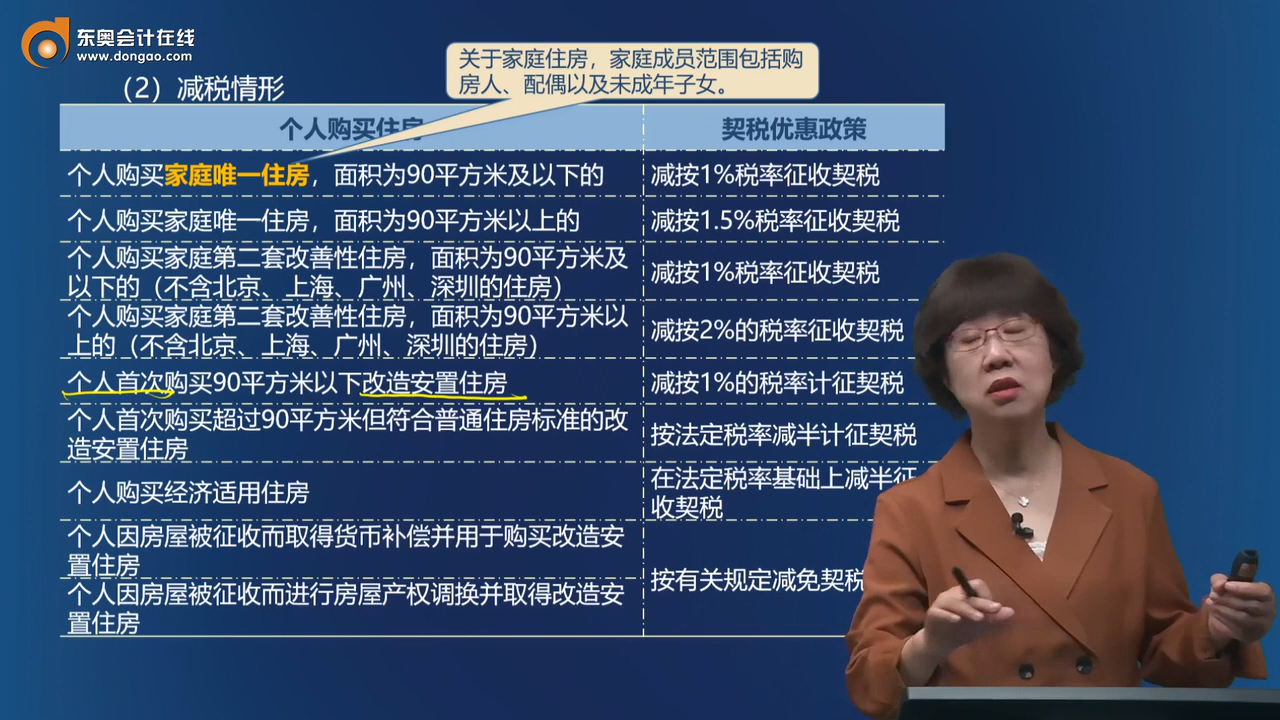 东奥会计在线
www.dongao.com
关于家庭住房，家庭成员范围包括购
房人、配偶以及未成年子女。
（2）减税情形
个人购买住房
契税优惠政策
个人购买家庭唯一住房，面积为90平方米及以下的
减按1%税率征收契税
个人购买家庭唯一住房，面积为90平方米以上的
减按1.5%税率征收契税
个人购买家庭第二套改善性住房，面积为90平方米及
以下的（不含北京、上海、广州、深圳的住房）
减按1%税率征收契税
个人购买家庭第二套改善性住房，面积为90平方米以
上的（不含北京、上海、广州、深圳的住房）
减按2%的税率征收契税
个人首次购买90平方米以下改造安置住房
减按1%的税率计征契税
个人首次购买超过90平方米但符合普通住房标准的改
造安置住房
按法定税率减半计征契税
个人购买经济适用住房
在法定税率基础上减半征
收契税
个人因房屋被征收而取得货币补偿并用于购买改造安
置住房
个人因房屋被征收而进行房屋产权调换并取得改造安
置住房
按有关规定减免契税